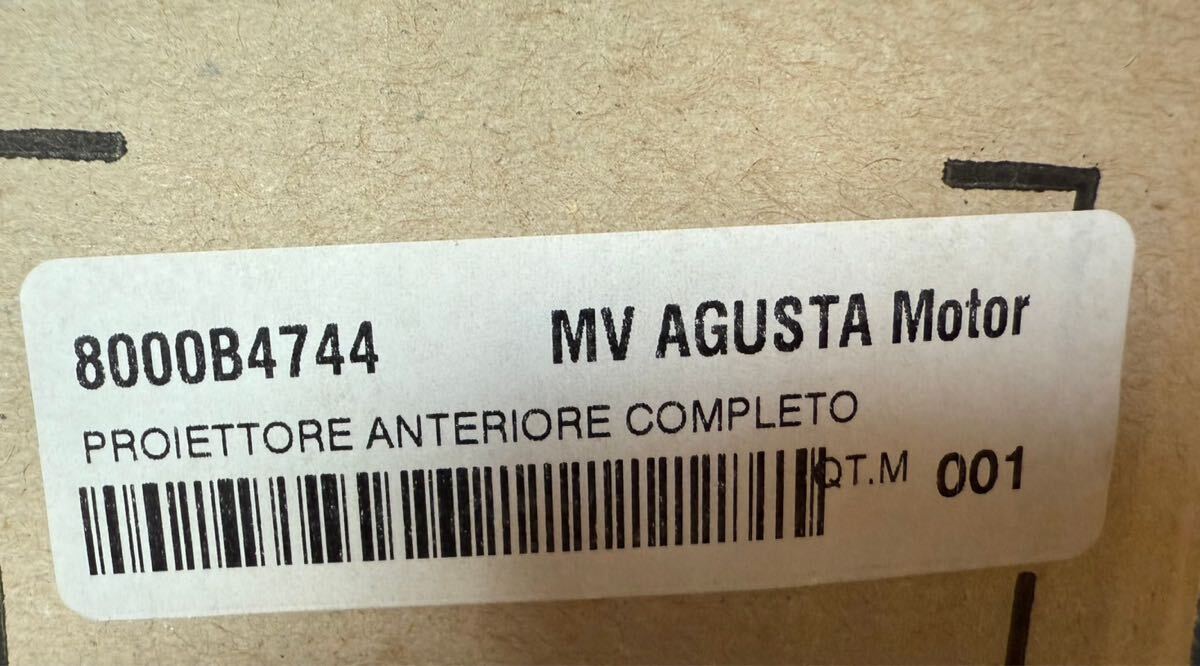 8000B4744 MV AGUSTA Motor
PROIETTORE ANTERIORE COMPLETO
QT.M 001